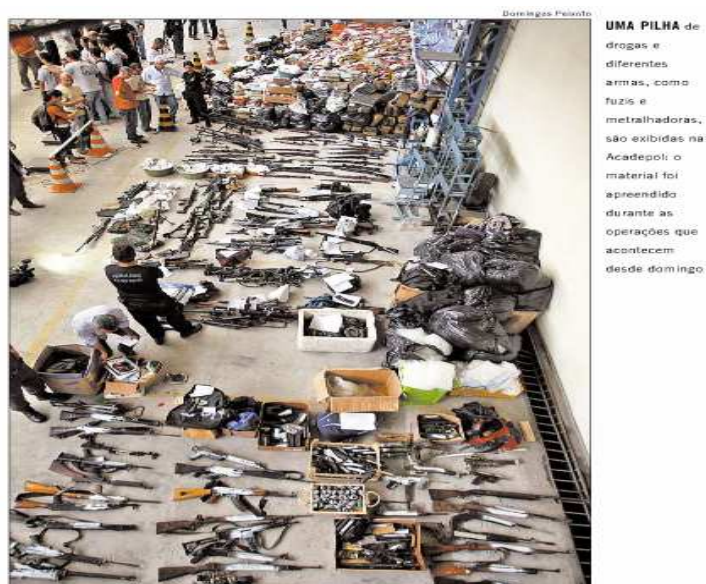 Domingos Peixoto
UMA PILHA de
drogas e
diferentes
armas, como
fuzis e
metralhadoras,
são exibidas na
Acadepol: o
material foi
apreendido
durante as
operações que
acontecem
desde domingo